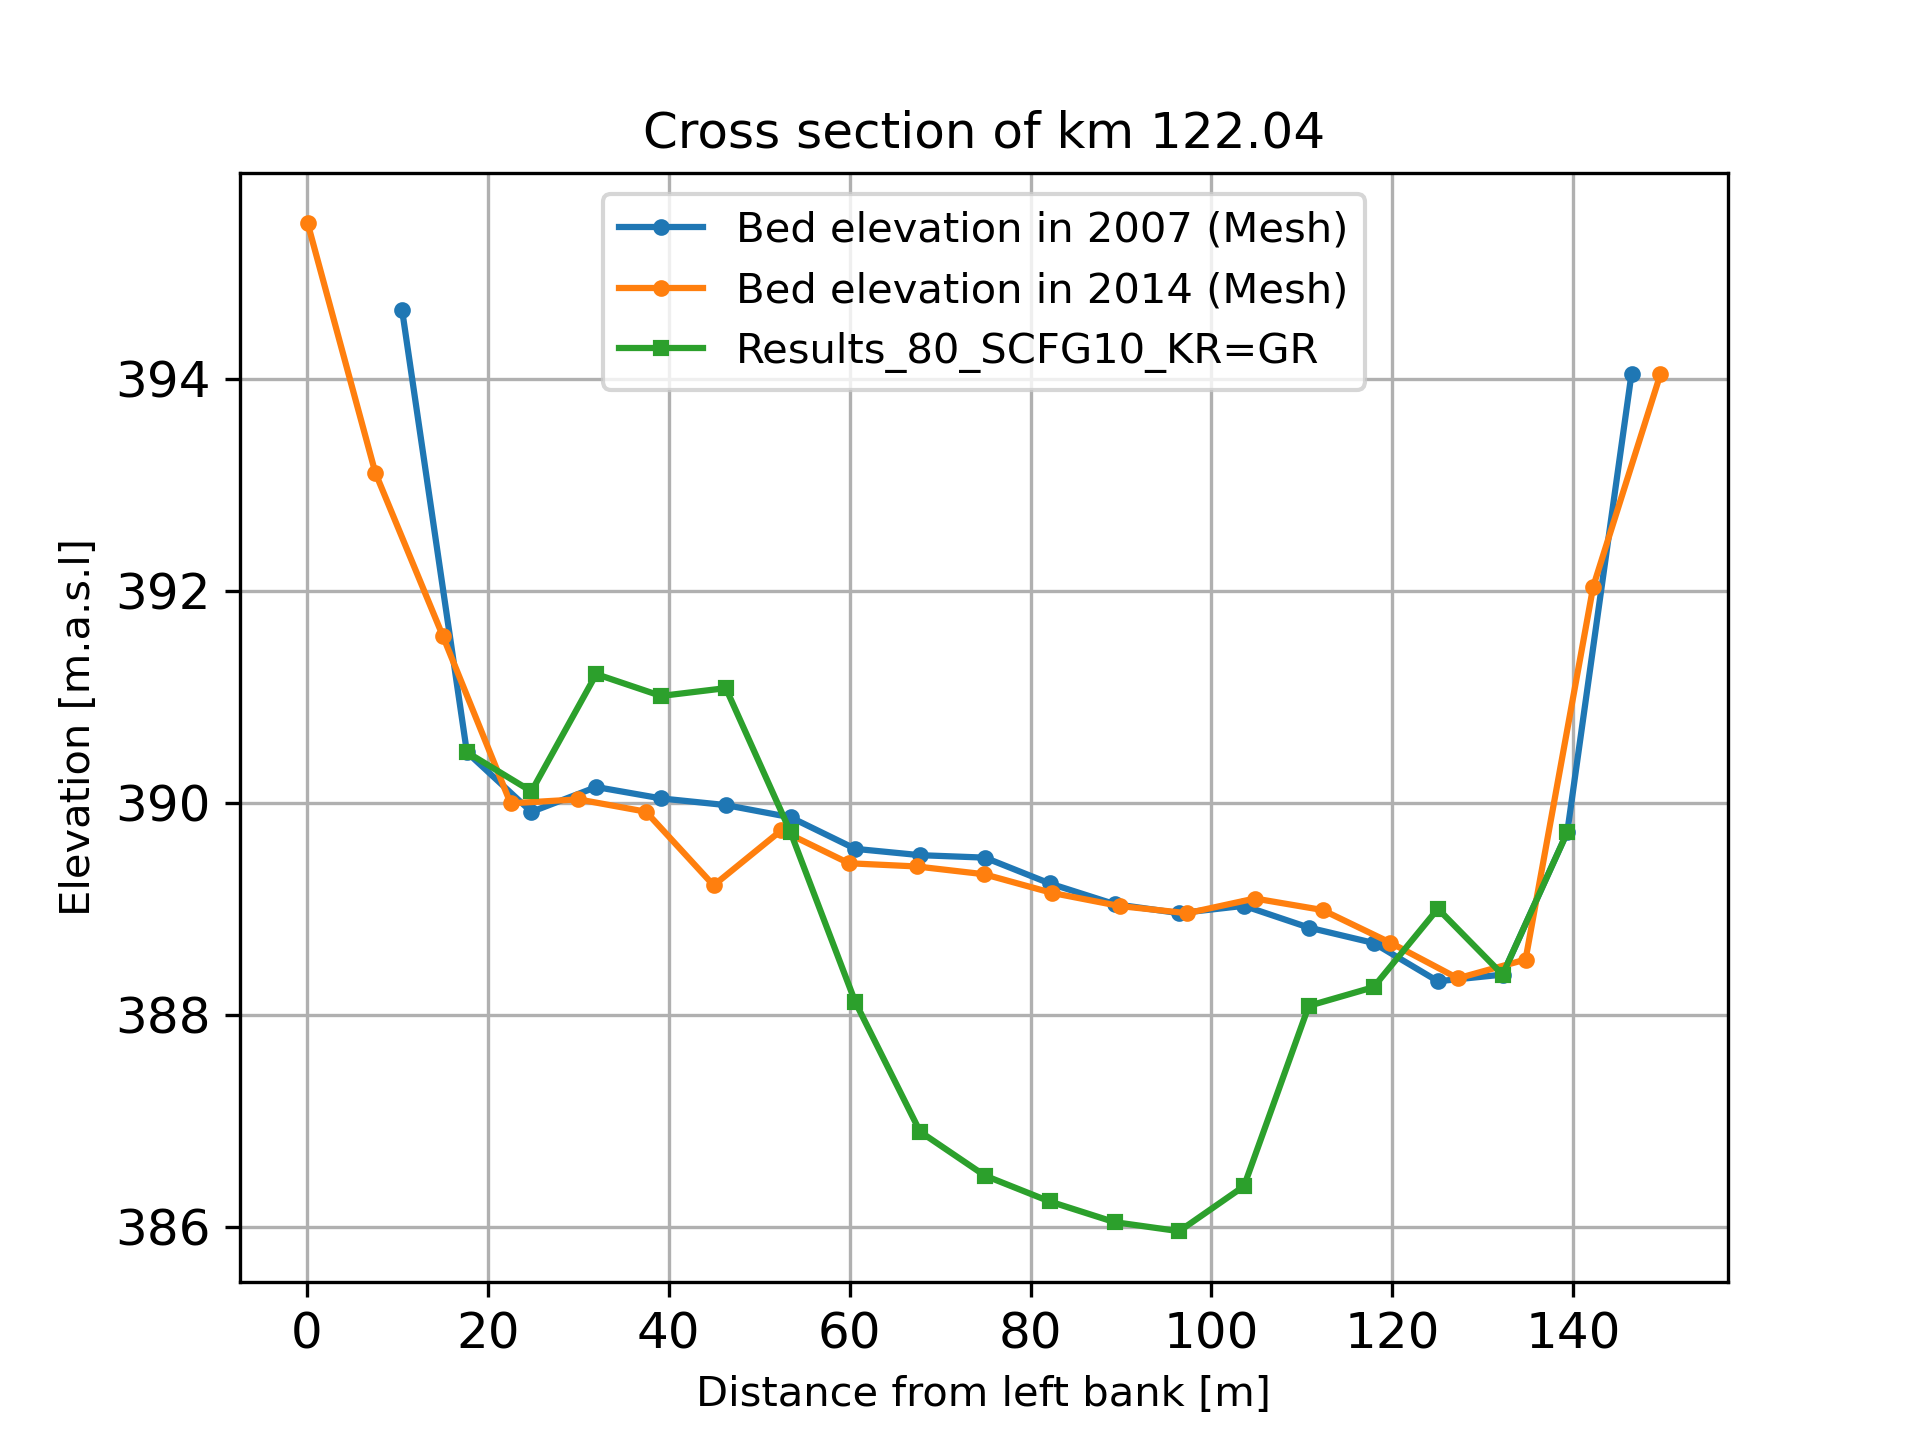 Cross section of km 122.04
Bed elevation in 2007 (Mesh)
Bed elevation in 2014 (Mesh)
Results_80_SCFG10_KR=GR
394
392
390
388
386
Elevation [m.a.s.l]
0 20 40 60 80 100 120 140
Distance from left bank [m]